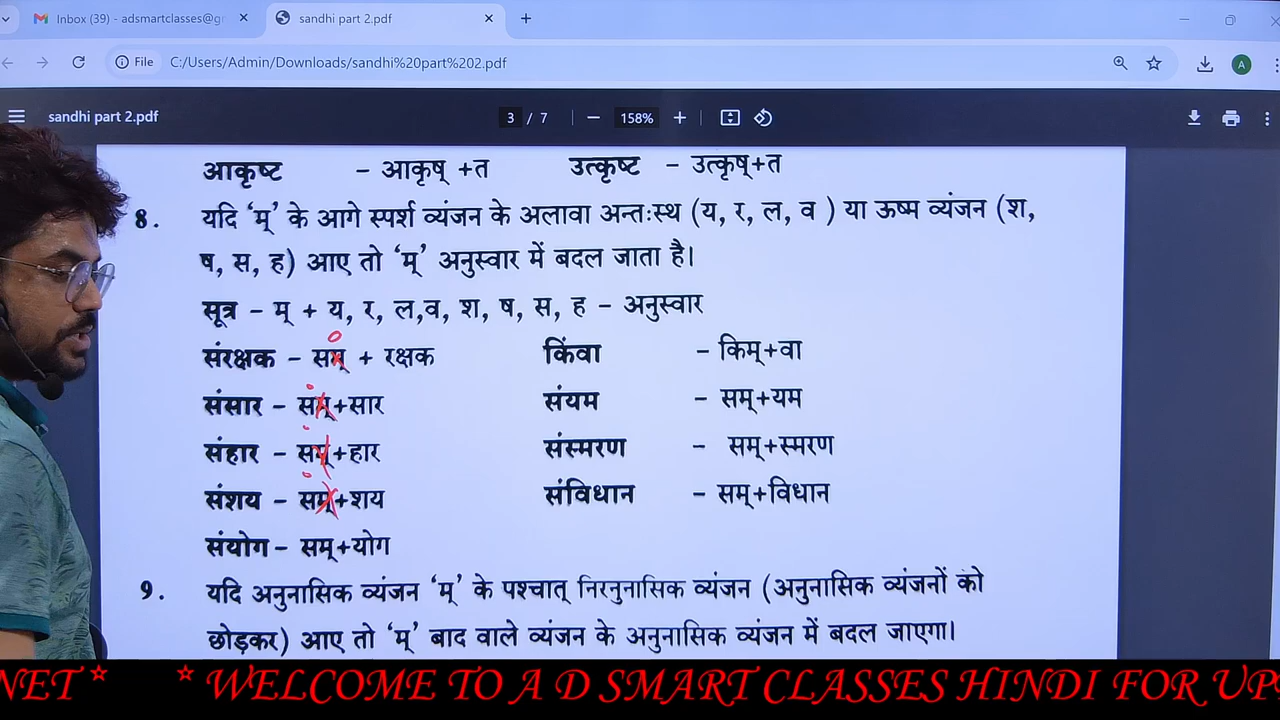 Inbox (39) - adsmartclasses@gr
sandhi part 2.pdf
File C:/Users/Admin/Downloads/sandhi%20part%202.pdf
A
sandhi part 2.pdf 3 / 7 158%
आकृष्ट - आकृष् +त उत्कृष्ट - उत्कृष्+त
8. यदि ‘म्’ के आगे स्पर्श व्यंजन के अलावा अन्तःस्थ (य, र, ल, व ) या ऊष्म व्यंजन (श,
ष, स, ह) आए तो ‘म्’ अनुस्वार में बदल जाता है।
सूत्र - म् + य, र, ल,व, श, ष, स, ह - अनुस्वार
संरक्षक - सम् + रक्षक किंवा - किम्+वा
संसार - सम्+सार संयम - सम्+यम
संहार - सम्+हार संस्मरण - सम्+स्मरण
संशय - सम्+शय संविधान - सम्+विधान
संयोग - सम्+योग
9. यदि अनुनासिक व्यंजन ‘म्’ के पश्चात् निरनुनासिक व्यंजन (अनुनासिक व्यंजनों को
छोड़कर) आए तो ‘म्’ बाद वाले व्यंजन के अनुनासिक व्यंजन में बदल जाएगा।
NET * * WELCOME TO A D SMART CLASSES HINDI FOR UPS